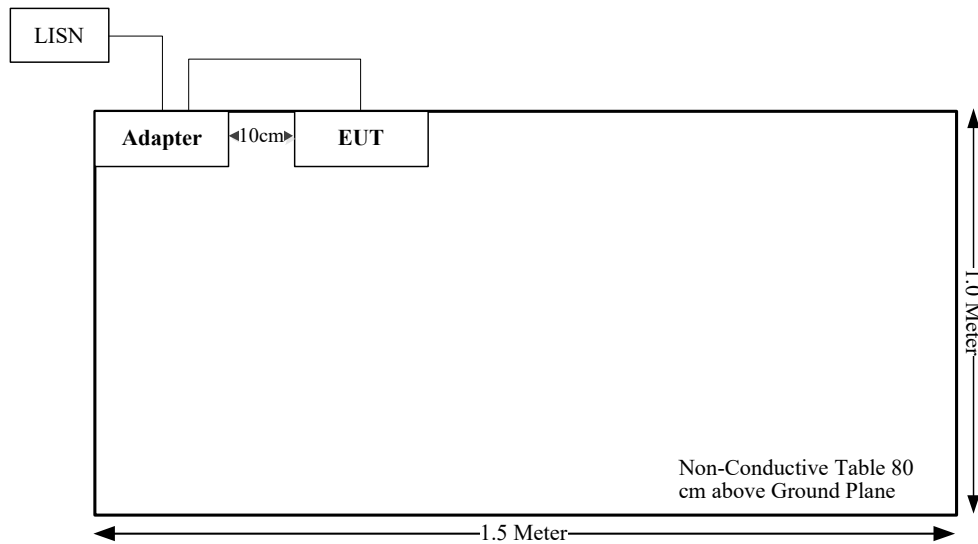 LISN
Adapter
10cm
EUT
1.0 Meter
Non-Conductive Table 80
cm above Ground Plane
1.5 Meter